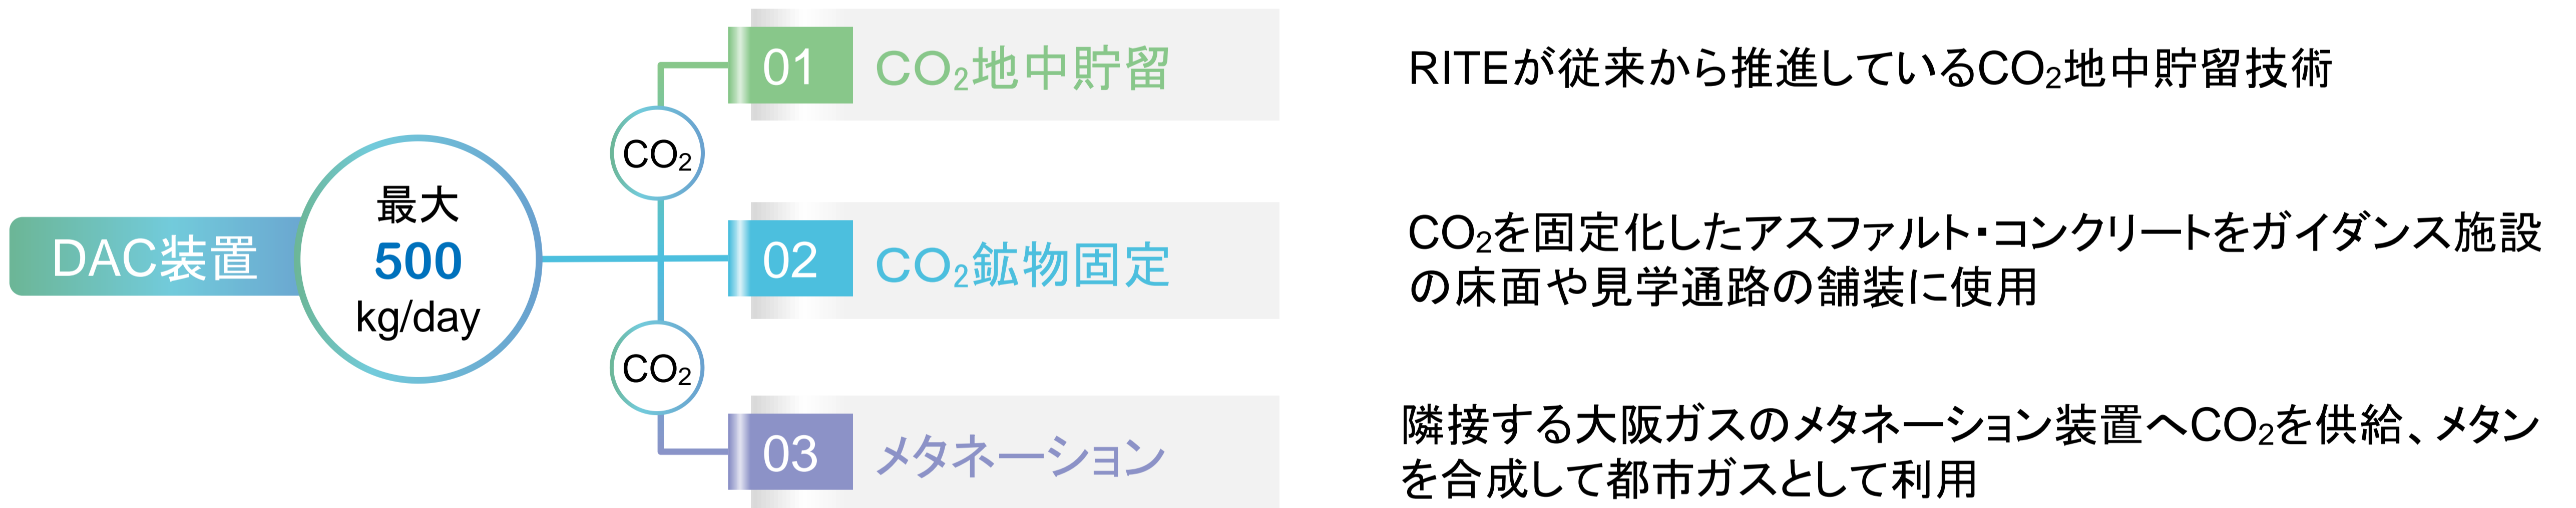 DAC装置
最大
500
kg/day
CO₂
CO₂
01
CO₂地中貯留
RITEが従来から推進しているCO₂地中貯留技術
02
CO₂鉱物固定
CO₂を固定化したアスファルト・コンクリートをガイダンス施設
の床面や見学通路の舗装に使用
03
メタネーション
隣接する大阪ガスのメタネーション装置へCO₂を供給、メタン
を合成して都市ガスとして利用